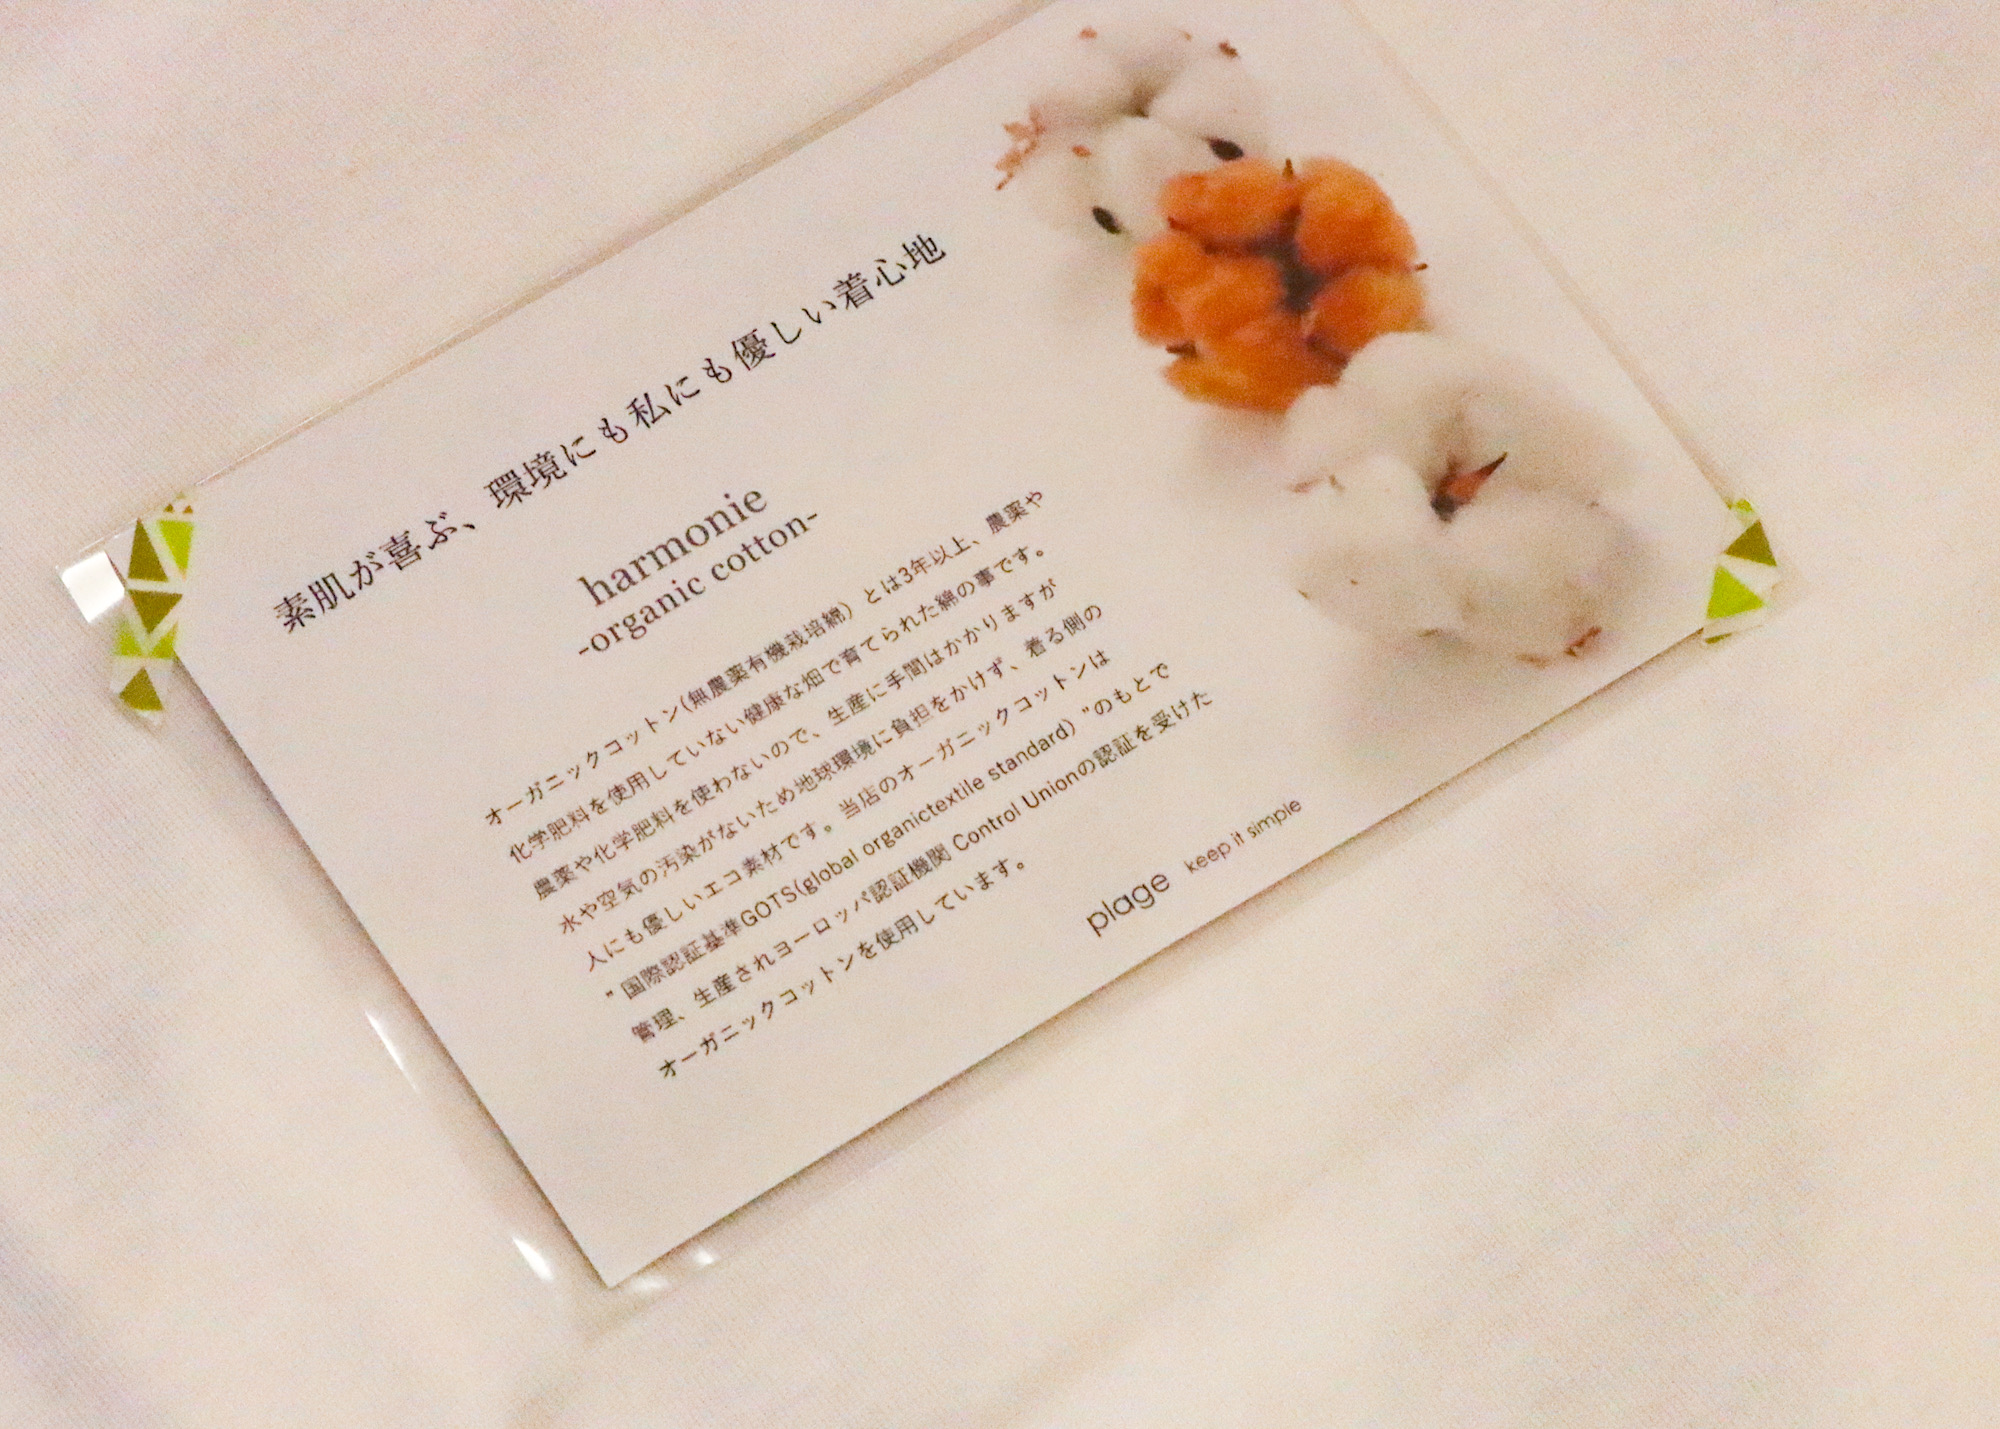 素肌が喜ぶ、環境にも私にも優しい着心地
harmonie
-organic cotton-
オーガニックコットン(無農薬有機栽培綿）とは3年以上、農薬や
化学肥料を使用していない健康な畑で育てられた綿の事です。
農薬や化学肥料を使わないので、生産に手間はかかりますが
水や空気の汚染がないため地球環境に負担をかけず、着る側の
人にも優しいエコ素材です。当店のオーガニックコットンは
" 国際認証基準GOTS(global organictextile standard）"のもとで
管理、生産されヨーロッパ認証機関 Control Unionの認証を受けた
オーガニックコットンを使用しています。
plage keep it simple